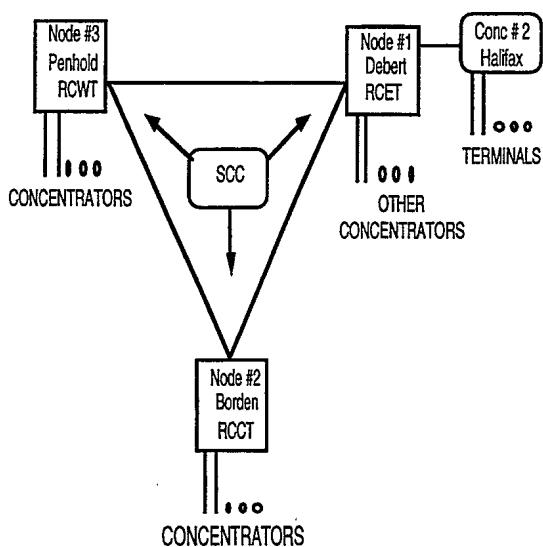 Node #3
Penhold
RCWT
Node #1
Debert
RCET
Conc # 2
Halifax
TERMINALS
SCC
CONCENTRATORS
OTHER
CONCENTRATORS
Node #2
Borden
RCCT
CONCENTRATORS